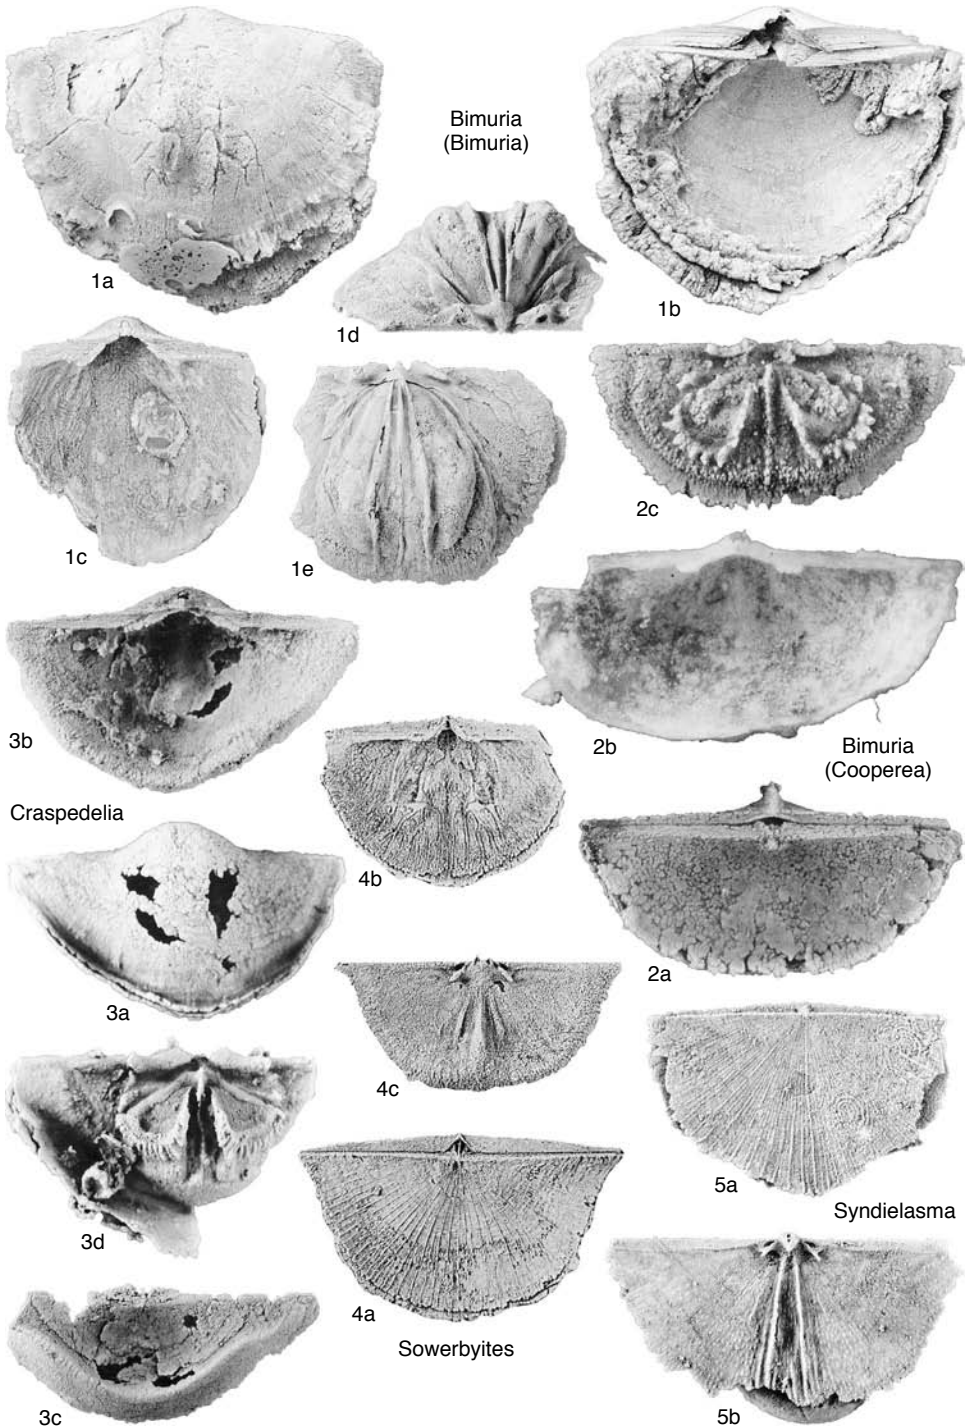 Bimuria
(Bimuria)
1a
1b
1d
1c
1e
2c
3b
2b
Bimuria
(Cooperea)
Craspedelia
4b
3a
2a
4c
5a
3d
Syndielasma
4a
Sowerbyites
3c
5b